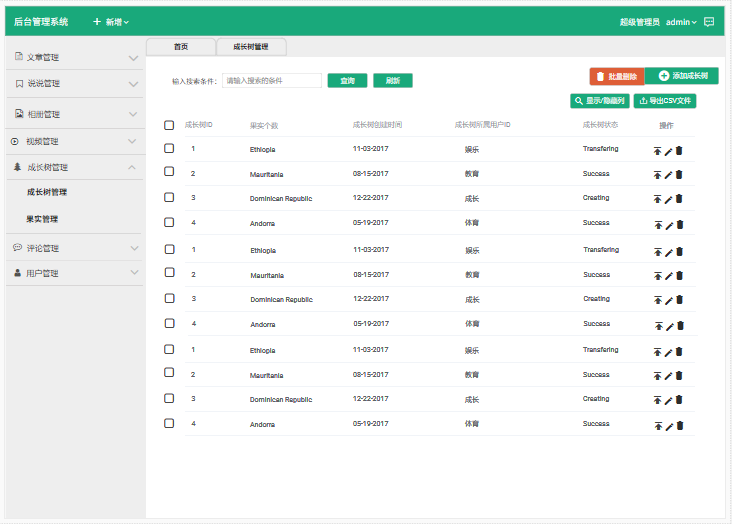 后台管理系统 新增 超级管理员 admin
首页 成长树管理
文章管理
说说管理
相册管理
视频管理
成长树管理
成长树管理
果实管理
评论管理
用户管理
输入搜索条件： 请输入搜索的条件 查询 刷新 批量删除 添加成长树
显示/隐藏列 导出CSV文件
成长树ID 果实个数 成长树创建时间 成长树所属用户ID 成长树状态 操作
1 Ethiopia 11-03-2017 娱乐 Transfering
2 Mauritania 08-15-2017 教育 Success
3 Dominican Republic 12-22-2017 成长 Creating
4 Andorra 05-19-2017 体育 Success
1 Ethiopia 11-03-2017 娱乐 Transfering
2 Mauritania 08-15-2017 教育 Success
3 Dominican Republic 12-22-2017 成长 Creating
4 Andorra 05-19-2017 体育 Success
1 Ethiopia 11-03-2017 娱乐 Transfering
2 Mauritania 08-15-2017 教育 Success
3 Dominican Republic 12-22-2017 成长 Creating
4 Andorra 05-19-2017 体育 Success